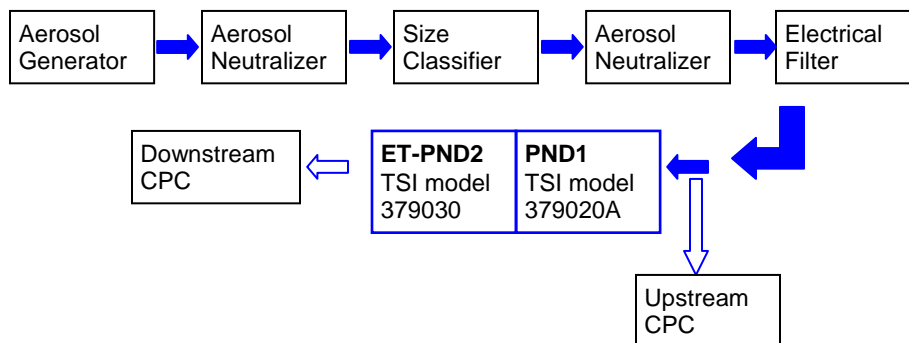 Aerosol
Generator
Aerosol
Neutralizer
Size
Classifier
Aerosol
Neutralizer
Electrical
Filter
Downstream
CPC
ET-PND2
TSI model
379030
PND1
TSI model
379020A
Upstream
CPC